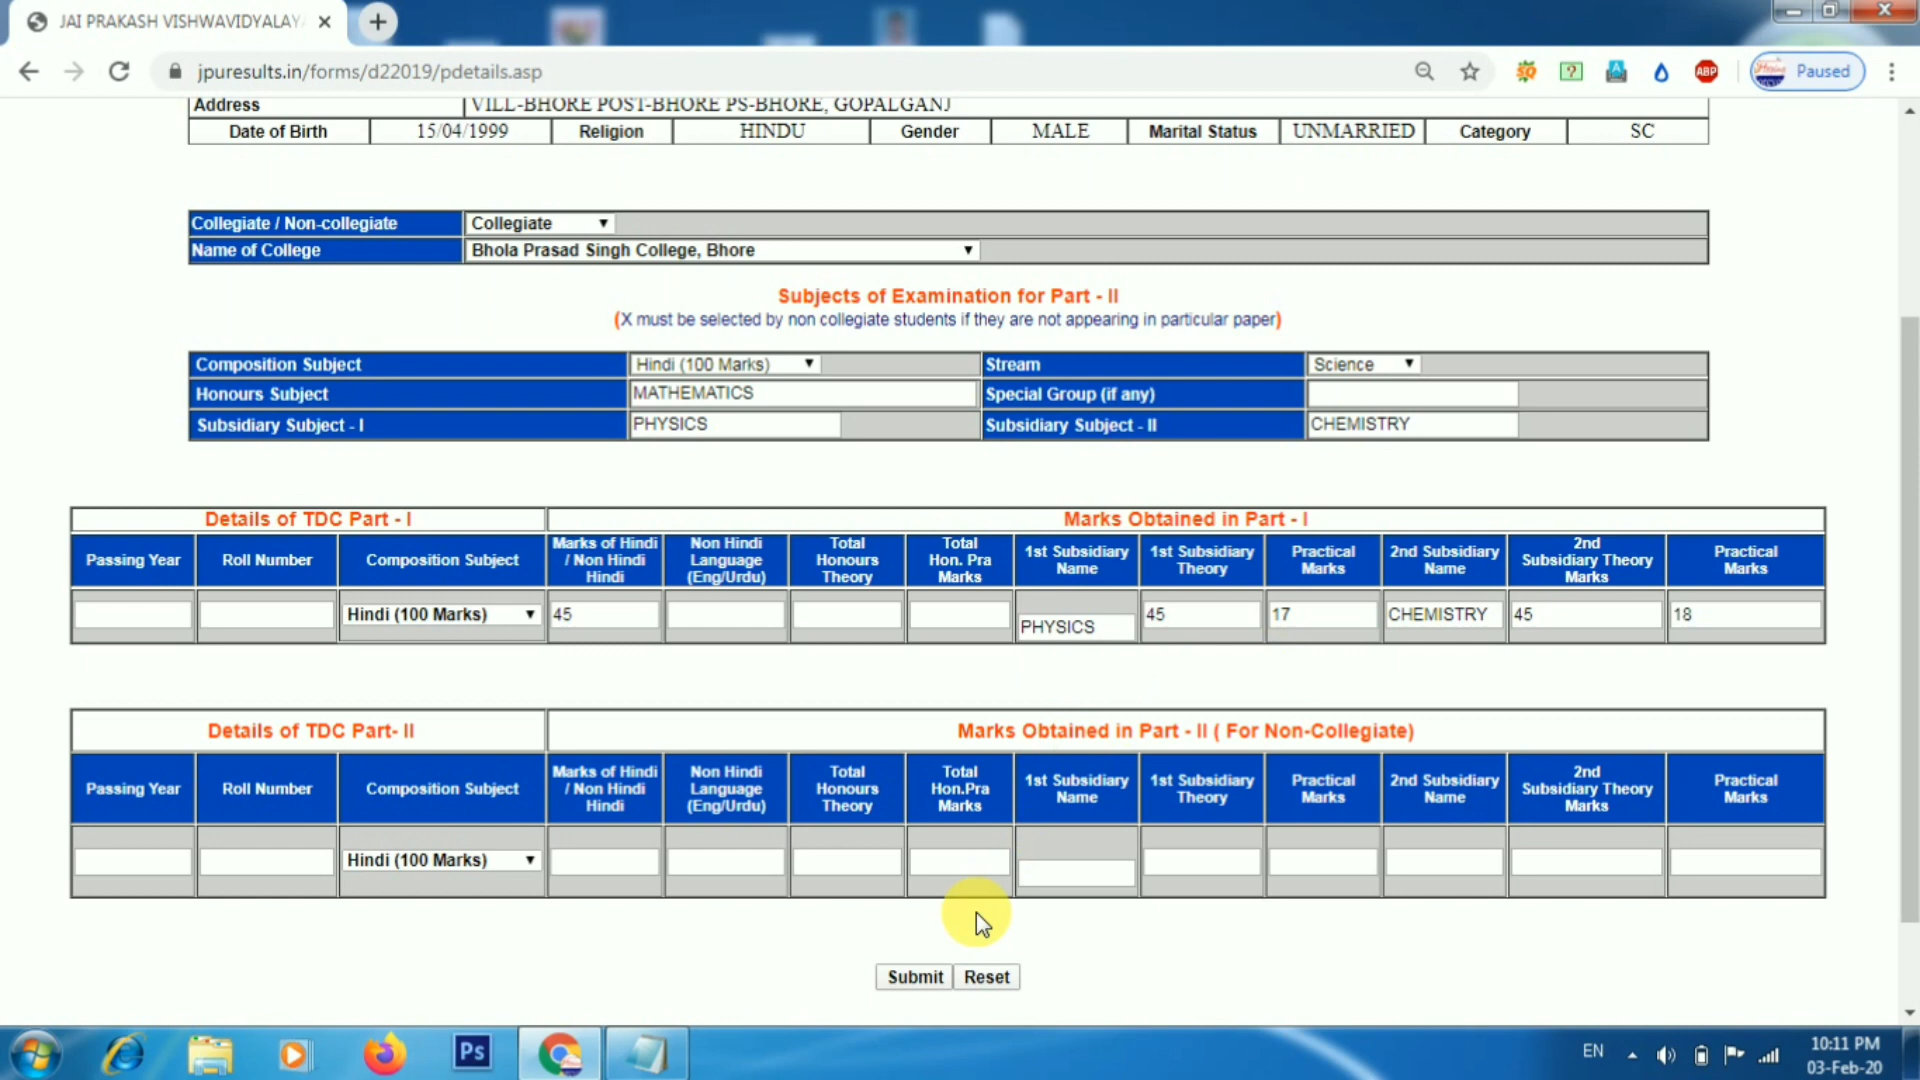 JAI PRAKASH VISHWAVIDYALAY
jpuresults.in/forms/d22019/pdetails.asp
ABP
Paused
Address VILL-BHORE POST-BHORE PS-BHORE, GOPALGANJ
Date of Birth 15/04/1999 Religion HINDU Gender MALE Marital Status UNMARRIED Category SC
Collegiate / Non-collegiate Collegiate
Name of College Bhola Prasad Singh College, Bhore
Subjects of Examination for Part - II
(X must be selected by non collegiate students if they are not appearing in particular paper)
Composition Subject Hindi (100 Marks) Stream Science
Honours Subject MATHEMATICS Special Group (if any)
Subsidiary Subject - I PHYSICS Subsidiary Subject - II CHEMISTRY
Details of TDC Part - I Marks Obtained in Part - I
Passing Year Roll Number Composition Subject Marks of Hindi / Non Hindi Hindi Non Hindi Language (Eng/Urdu) Total Honours Theory Total Hon. Pra Marks 1st Subsidiary Name 1st Subsidiary Theory Practical Marks 2nd Subsidiary Name 2nd Subsidiary Theory Marks Practical Marks
Hindi (100 Marks) 45 PHYSICS 45 17 CHEMISTRY 45 18
Details of TDC Part- II Marks Obtained in Part - II ( For Non-Collegiate)
Passing Year Roll Number Composition Subject Marks of Hindi / Non Hindi Hindi Non Hindi Language (Eng/Urdu) Total Honours Theory Total Hon.Pra Marks 1st Subsidiary Name 1st Subsidiary Theory Practical Marks 2nd Subsidiary Name 2nd Subsidiary Theory Marks Practical Marks
Hindi (100 Marks)
Submit Reset
Ps
EN
10:11 PM
03-Feb-20